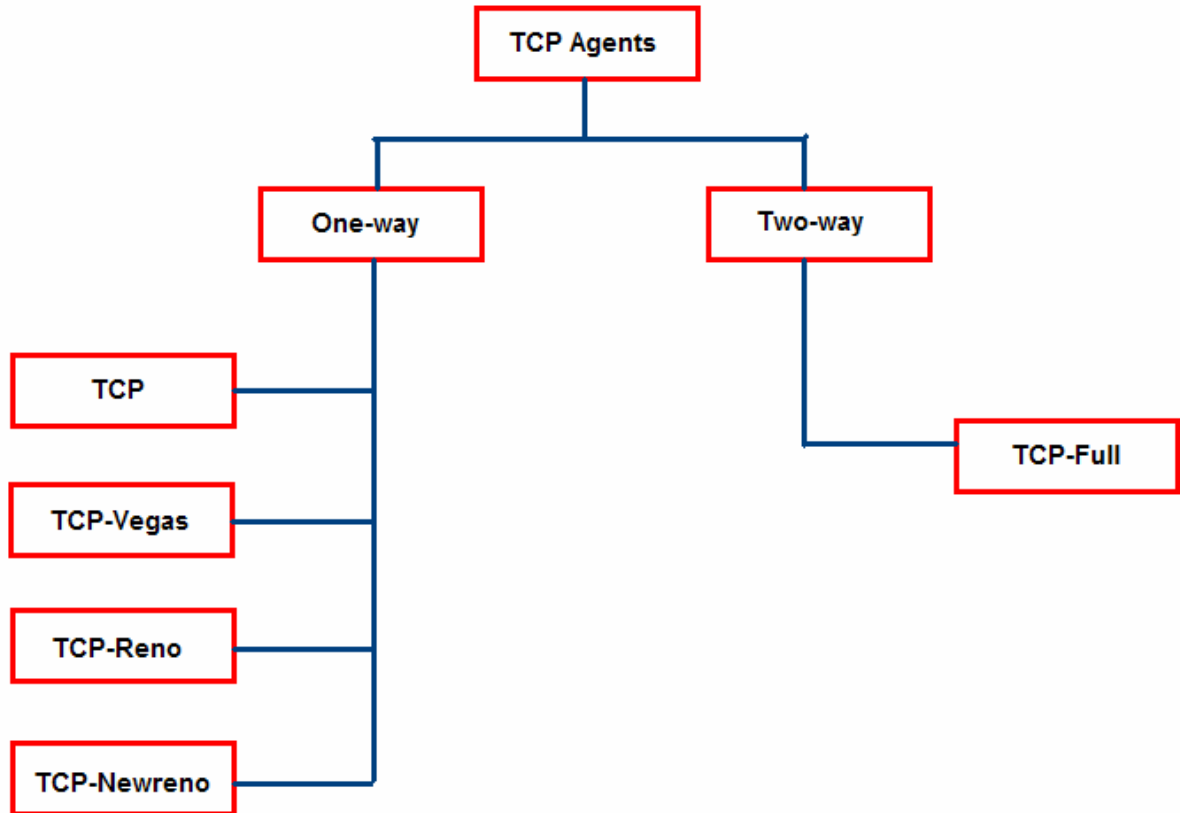 TCP Agents
One-way
Two-way
TCP
TCP-Vegas
TCP-Reno
TCP-Newreno
TCP-Full